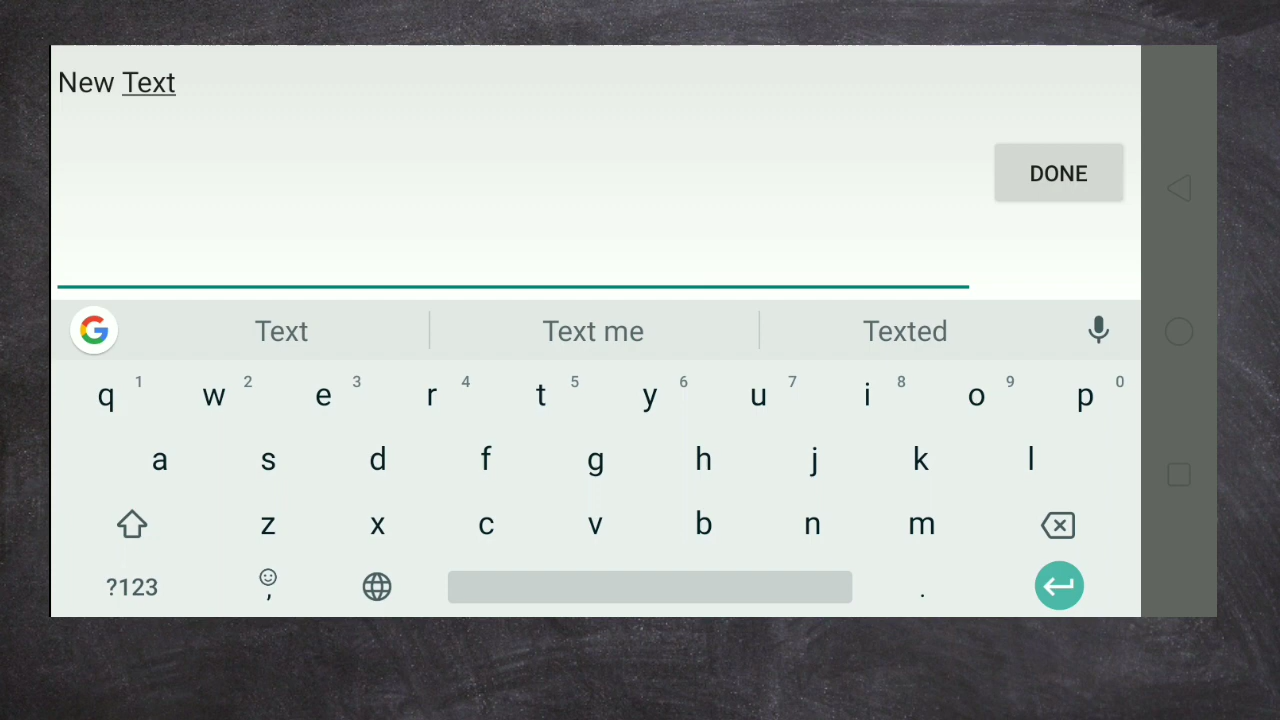 New Text
DONE
Text Text me Texted
q 1 w 2 e 3 r 4 t 5 y 6 u 7 i 8 o 9 p 0
a s d f g h j k l
z x c v b n m
?123 , .